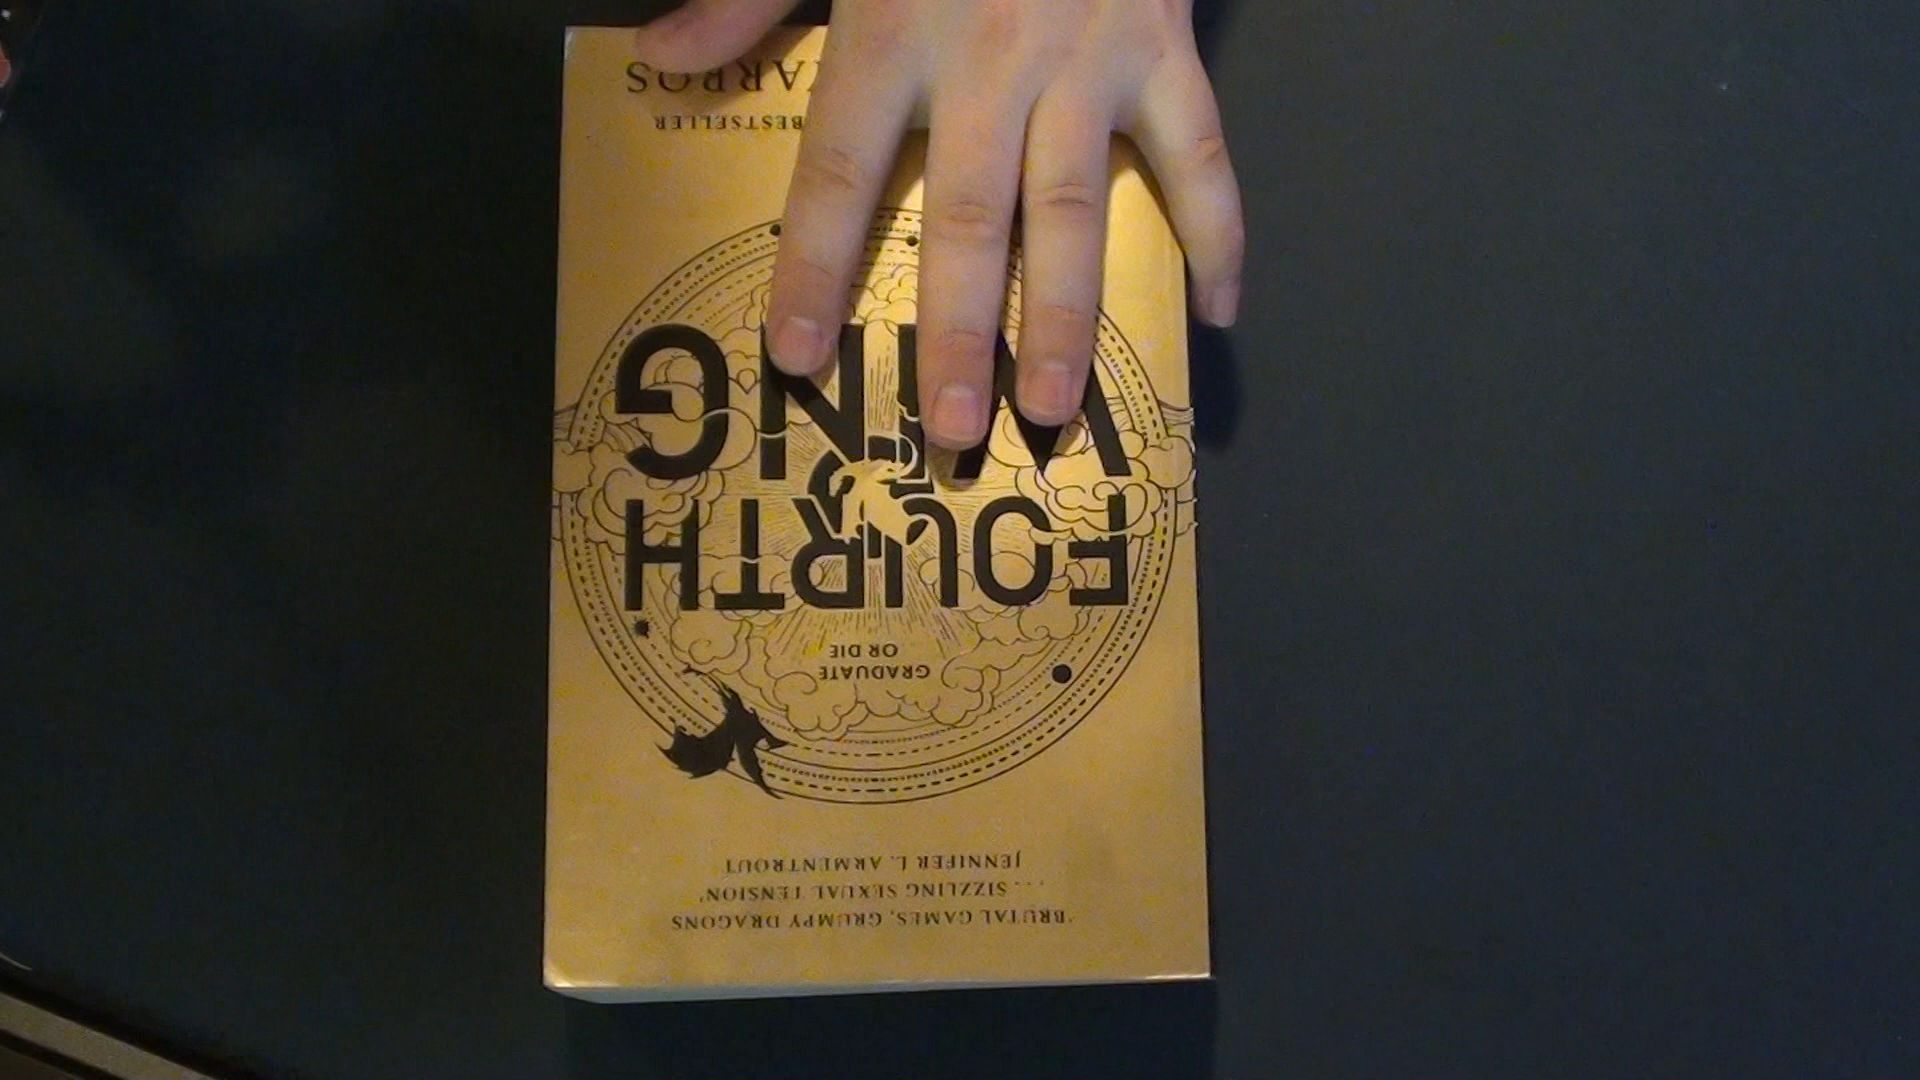 'BRUTAL GAMES, GRUMPY DRAGONS
... SIZZLING SEXUAL TENSION'
JENNIFER L. ARMENTROUT
GRADUATE
OR DIE
FOURTH
WING
BESTSELLER